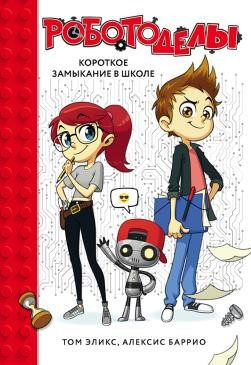 РОБОТОДЕЛЫ
КОРОТКОЕ
ЗАМЫКАНИЕ В ШКОЛЕ
ТОМ ЭЛИКС, АЛЕКСИС БАРРИО